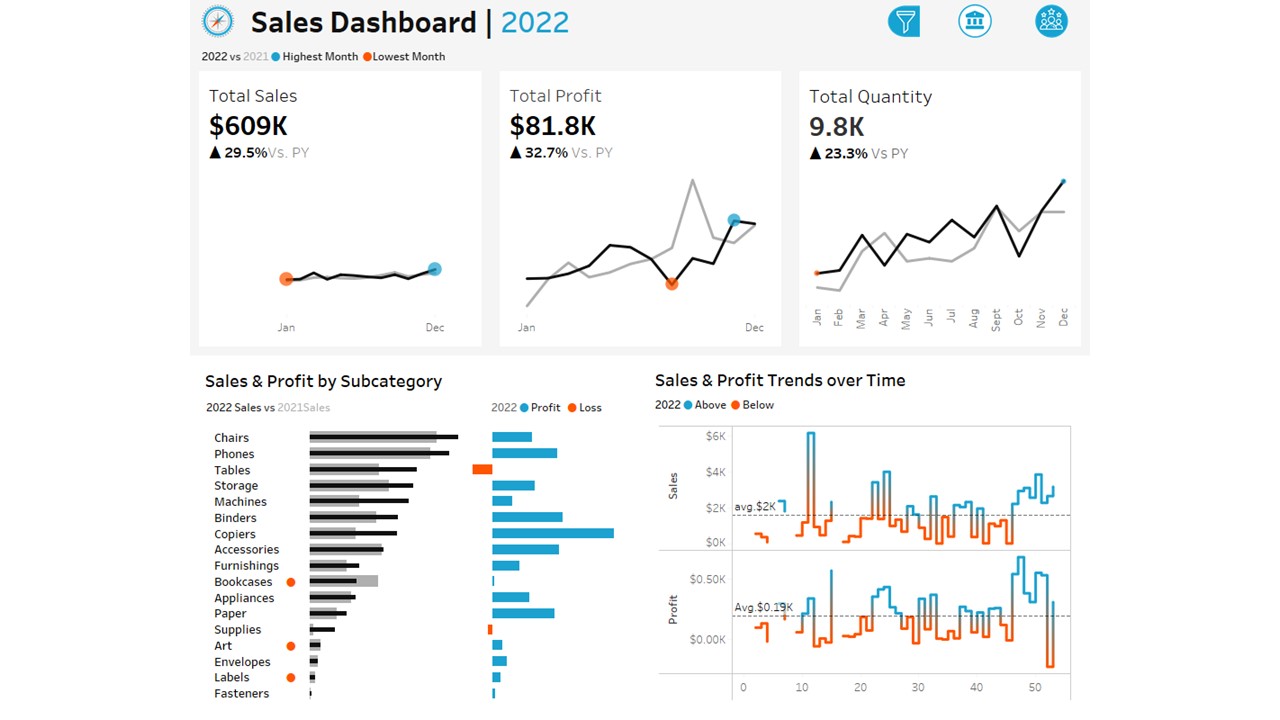 Sales Dashboard | 2022
2022 vs 2021 Highest Month Lowest Month
Total Sales
$609K
▲ 29.5%Vs. PY
Jan Dec
Total Profit
$81.8K
▲ 32.7% Vs. PY
Jan Dec
Total Quantity
9.8K
▲ 23.3% Vs PY
Jan Feb Mar Apr May Jun Jul Aug Sept Oct Nov Dec
Sales & Profit by Subcategory
2022 Sales vs 2021Sales
2022 Profit Loss
Chairs
Phones
Tables
Storage
Machines
Binders
Copiers
Accessories
Furnishings
Bookcases
Appliances
Paper
Supplies
Art
Envelopes
Labels
Fasteners
Sales & Profit Trends over Time
2022 Above Below
Sales
$6K
$4K
$2K
$0K
avg.$2K
Profit
$0.50K
$0.00K
Avg.$0.19K
0 10 20 30 40 50